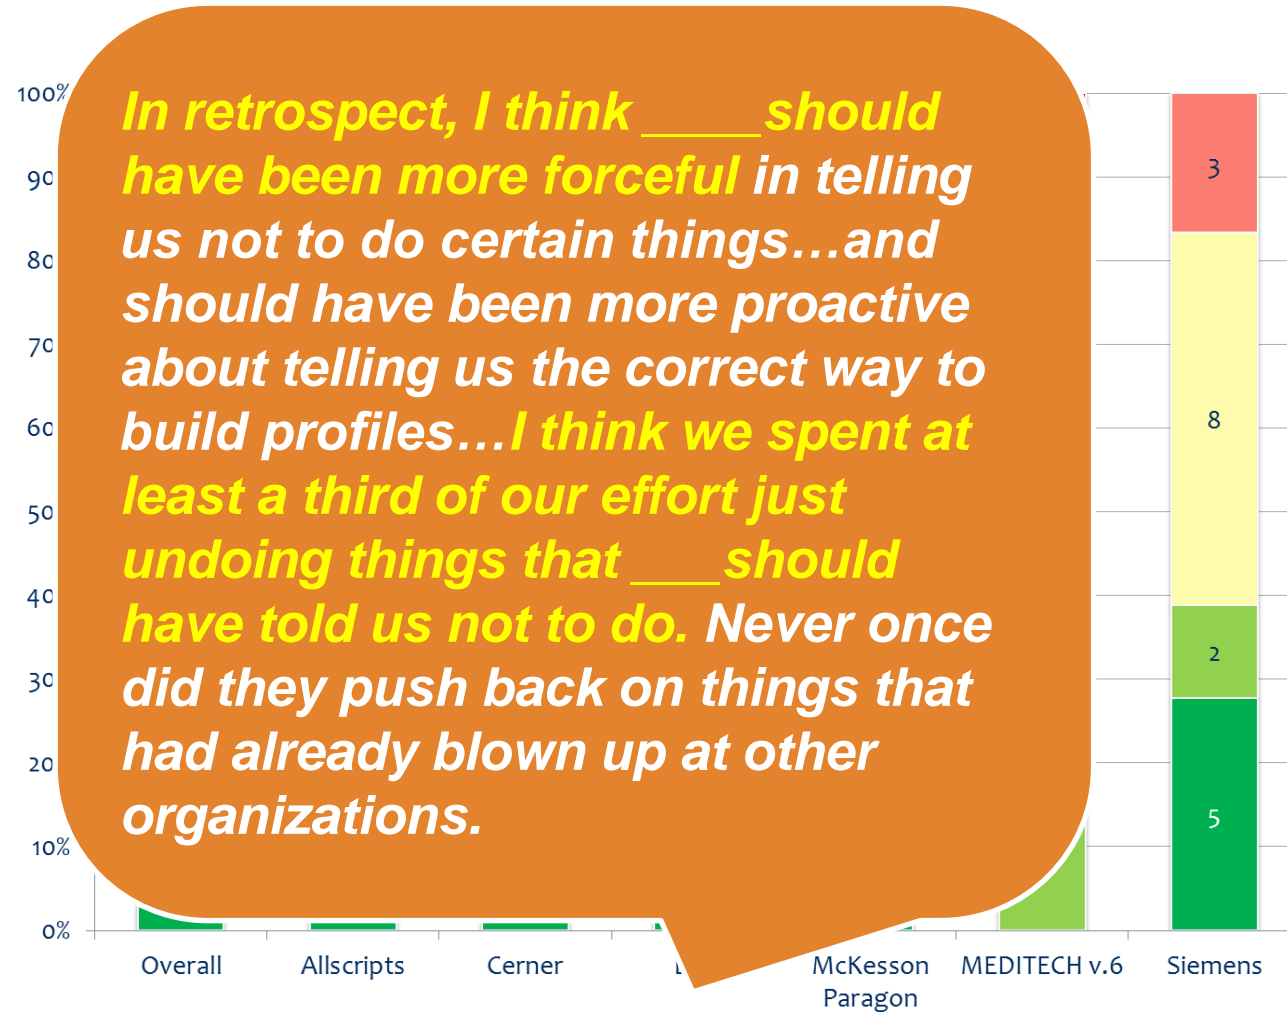 100%
In retrospect, I think ____should
have been more forceful in telling
us not to do certain things…and
should have been more proactive
about telling us the correct way to
build profiles…I think we spent at
least a third of our effort just
undoing things that ____should
have told us not to do. Never once
did they push back on things that
had already blown up at other
organizations.
90
80
70
60
50
40
30
20
10%
0%
3
8
2
5
Overall
Allscripts
Cerner
McKesson
Paragon
MEDITECH v.6
Siemens